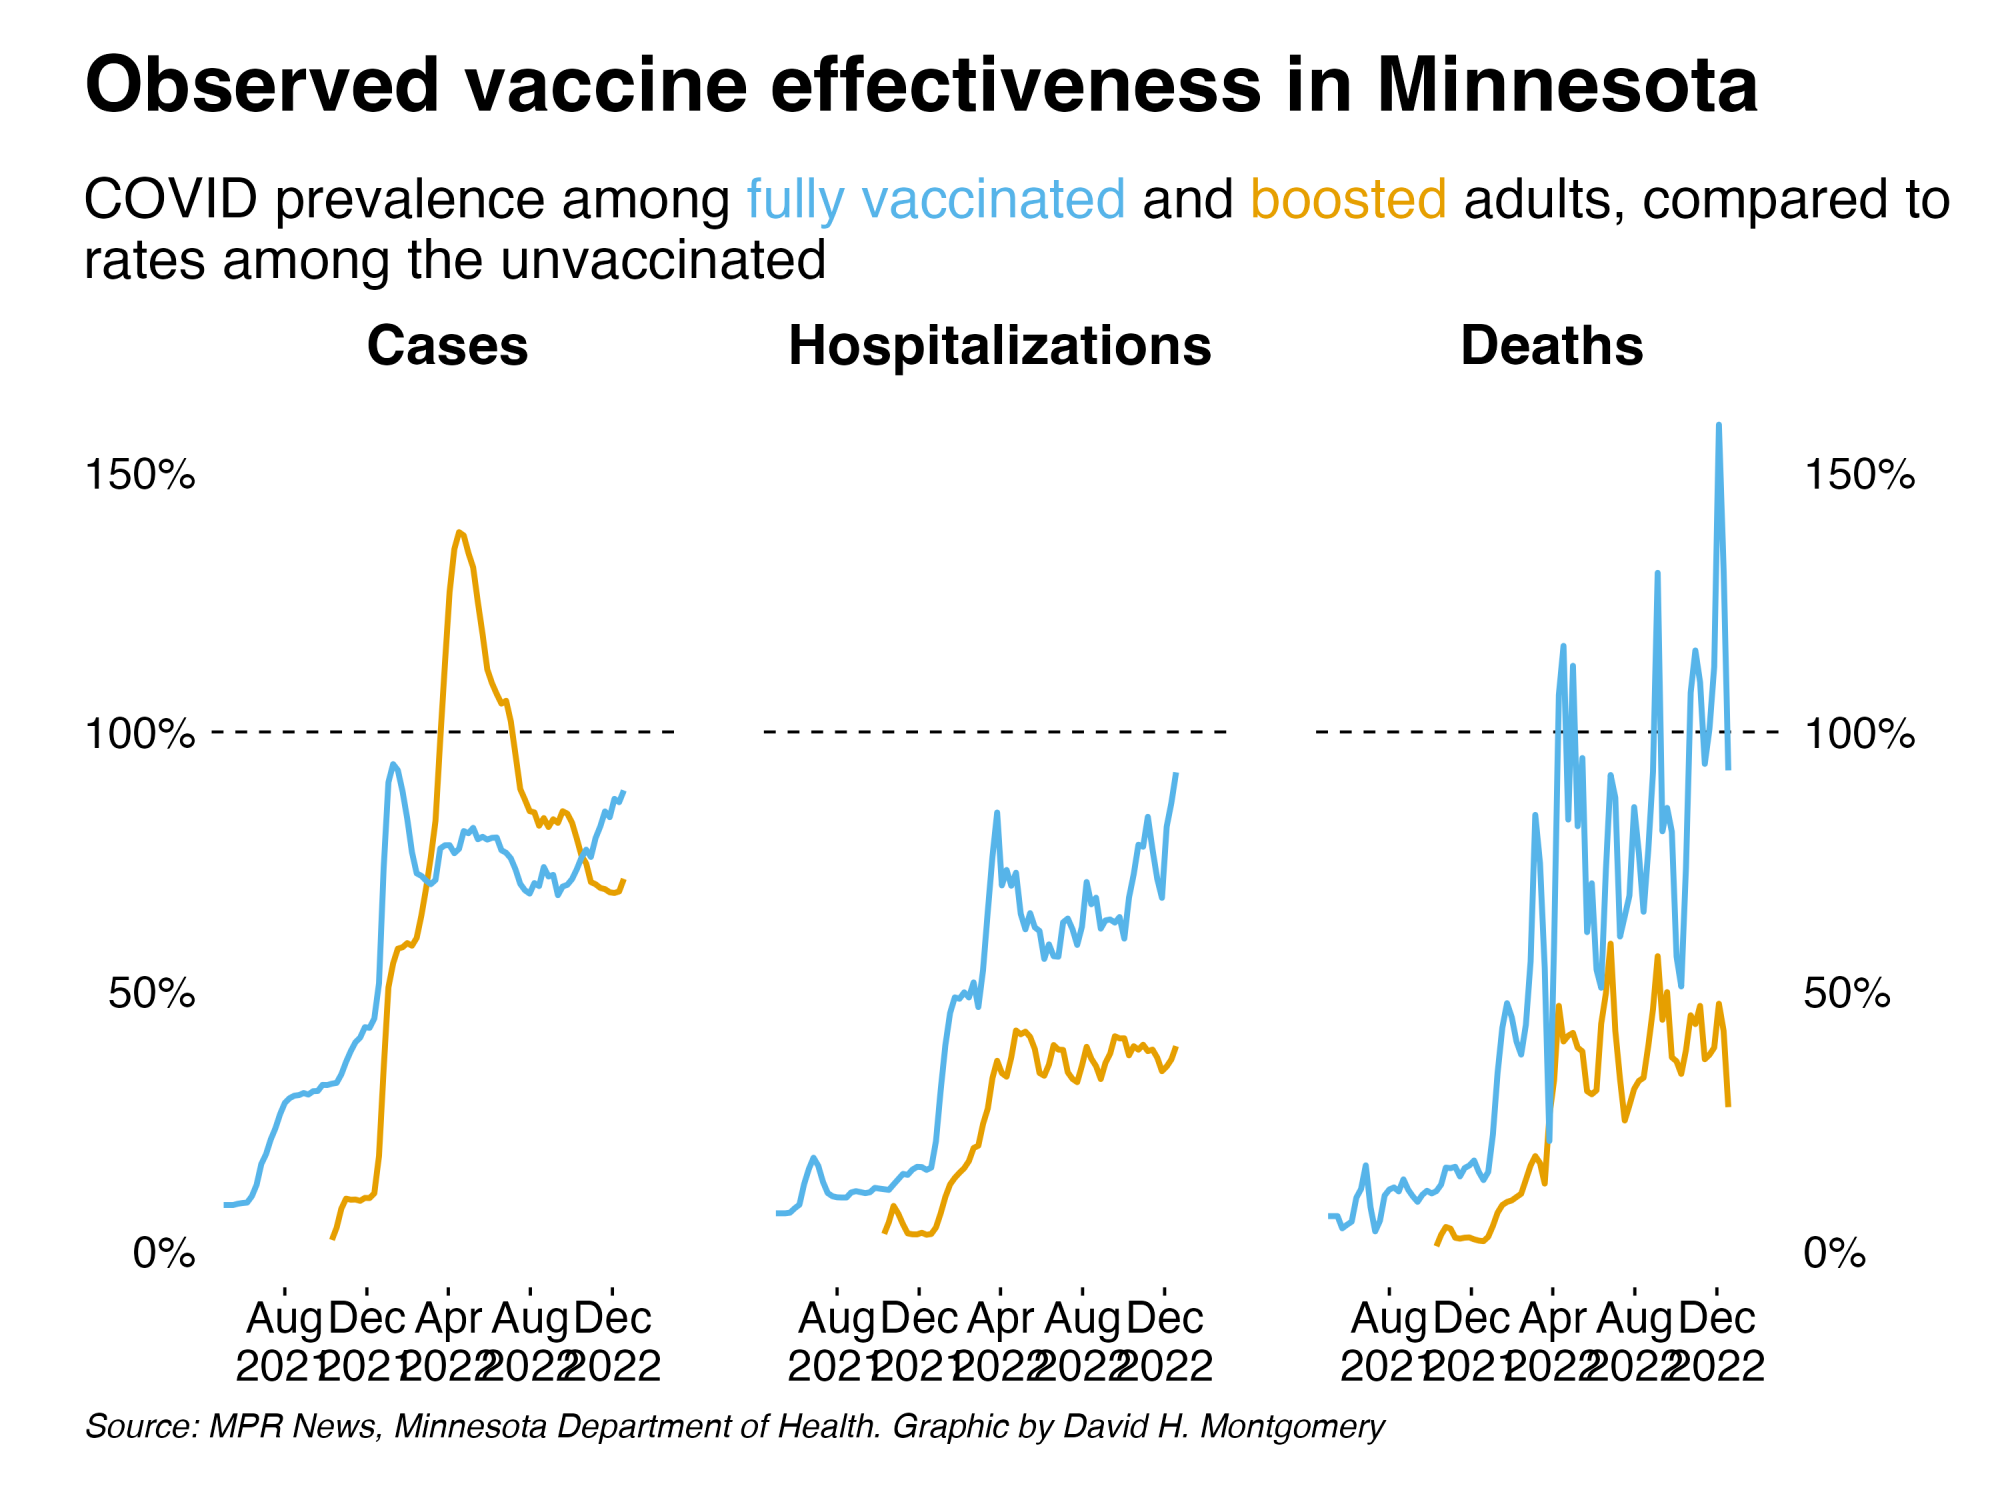 Observed vaccine effectiveness in Minnesota
COVID prevalence among fully vaccinated and boosted adults, compared to
rates among the unvaccinated
Cases Hospitalizations Deaths
150% 150%
100% 100%
50% 50%
0% 0%
Aug Dec Apr Aug Dec Aug Dec Apr Aug Dec Aug Dec Apr Aug Dec
2021 2021 2022 2022 2022 2021 2021 2022 2022 2022 2021 2021 2022 2022 2022
Source: MPR News, Minnesota Department of Health. Graphic by David H. Montgomery